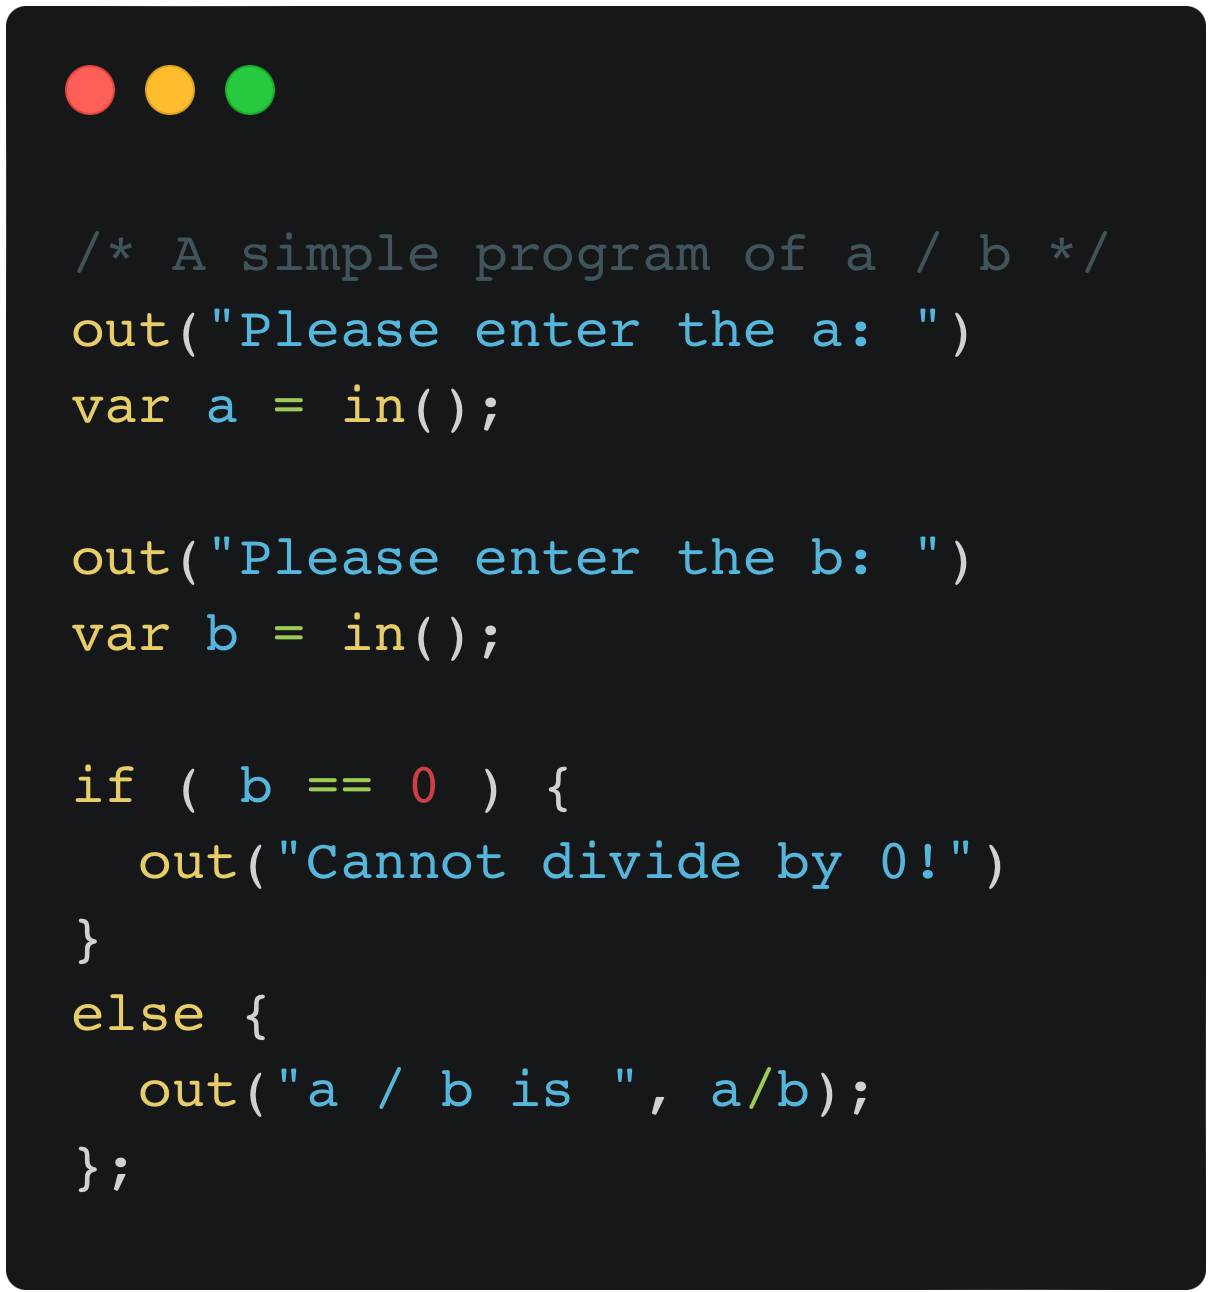 /* A simple program of a / b */
out("Please enter the a: ")
var a = in();
out("Please enter the b: ")
var b = in();
if ( b == 0 ) {
  out("Cannot divide by 0!")
}
else {
  out("a / b is ", a/b);
};